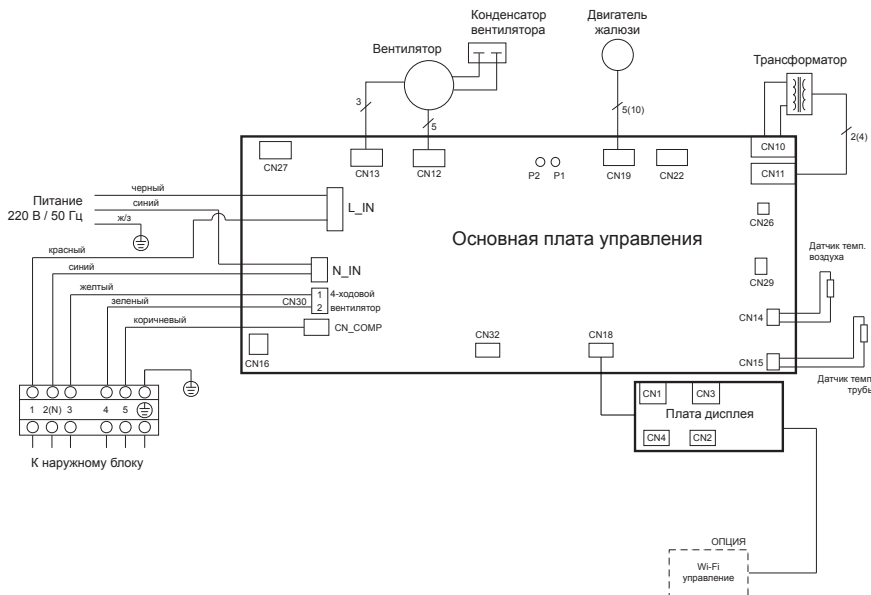 Конденсатор
вентилятора
Двигатель
жалюзи
Вентилятор
Трансформатор
3
5
5(10)
2(4)
CN27
CN13
CN12
P2 P1
CN19
CN22
CN10
CN11
Питание
220 В / 50 Гц
черный
синий
ж/з
L_IN
CN26
Основная плата управления
Датчик темп.
воздуха
красный
синий
N_IN
CN29
желтый
зеленый
CN30
1 4-ходовой
2 вентилятор
коричневый
CN_COMP
CN14
CN16
CN32
CN18
CN15
Датчик темп.
трубы
1 2(N) 3 4 5
К наружному блоку
CN1 CN3
Плата дисплея
CN4 CN2
ОПЦИЯ
Wi-Fi
управление